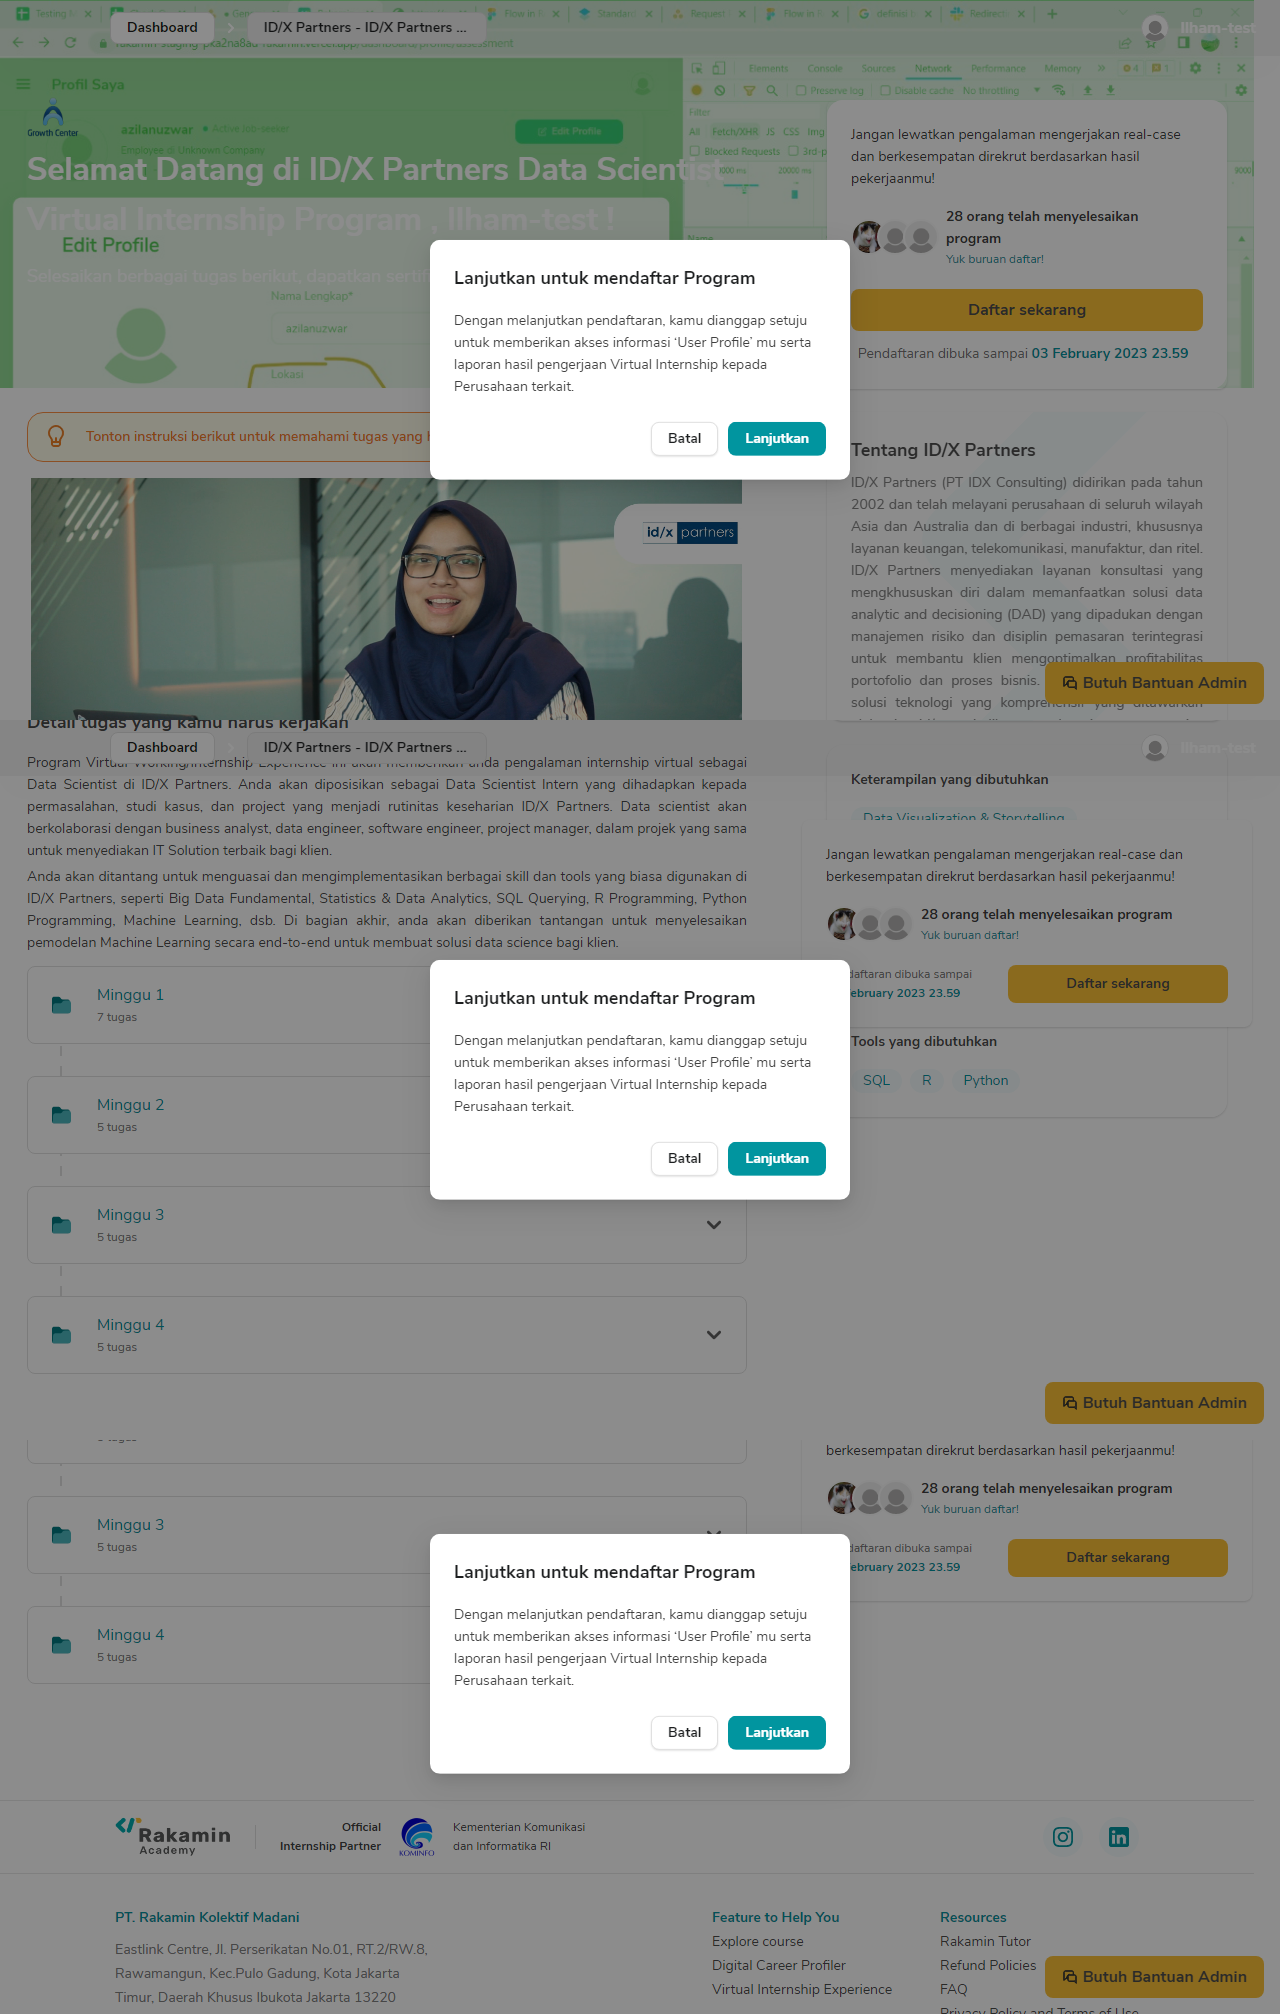 Dashboard
ID/X Partners - ID/X Partners ...
Ilham-test
Elements Console Sources Network Performance Memory
Preserve log Disable cache No throttling
Filter
All Fetch/XHR JS CSS Img
Blocked Requests
20000 ms
9000
Name
Profil Saya
Growth Center
azilanuzwar
Active Job-seeker
Employee di Unknown Company
Edit Profile
Selamat Datang di ID/X Partners Data Scientist
Virtual Internship Program , Ilham-test !
Edit Profile
Selesaikan berbagai tugas berikut, dapatkan
Nama Lengkap*
azilanuzwar
Lokasi
Jangan lewatkan pengalaman mengerjakan real-case
dan berkesempatan direkrut berdasarkan hasil
pekerjaanmu!
28 orang telah menyelesaikan
program
Yuk buruan daftar!
Daftar sekarang
Pendaftaran dibuka sampai 03 February 2023 23.59
Lanjutkan untuk mendaftar Program
Dengan melanjutkan pendaftaran, kamu dianggap setuju
untuk memberikan akses informasi ‘User Profile’ mu serta
laporan hasil pengerjaan Virtual Internship kepada
Perusahaan terkait.
Batal
Lanjutkan
Tonton instruksi berikut untuk memahami tugas yang
id/x partners
Tentang ID/X Partners
ID/X Partners (PT IDX Consulting) didirikan pada tahun
2002 dan telah melayani perusahaan di seluruh wilayah
Asia dan Australia dan di berbagai industri, khususnya
layanan keuangan, telekomunikasi, manufaktur, dan ritel.
ID/X Partners menyediakan layanan konsultasi yang
mengkhususkan diri dalam memanfaatkan solusi data
analytic and decisioning (DAD) yang dipadukan dengan
manajemen risiko dan disiplin pemasaran terintegrasi
untuk membantu klien mengoptimalkan profitabilitas
portofolio dan proses bisnis.
solusi teknologi yang komprehensif yang ditawarkan
Butuh Bantuan Admin
Detail tugas yang kamu harus kerjakan
Dashboard
ID/X Partners - ID/X Partners ...
Ilham-test
Program Virtual Working/Internship Experience ini akan memberikan anda pengalaman internship virtual sebagai
Data Scientist di ID/X Partners. Anda akan diposisikan sebagai Data Scientist Intern yang dihadapkan kepada
permasalahan, studi kasus, dan project yang menjadi rutinitas keseharian ID/X Partners. Data scientist akan
berkolaborasi dengan business analyst, data engineer, software engineer, project manager, dalam projek yang sama
untuk menyediakan IT Solution terbaik bagi klien.
Anda akan ditantang untuk menguasai dan mengimplementasikan berbagai skill dan tools yang biasa digunakan di
ID/X Partners, seperti Big Data Fundamental, Statistics & Data Analytics, SQL Querying, R Programming, Python
Programming, Machine Learning, dsb. Di bagian akhir, anda akan diberikan tantangan untuk menyelesaikan
pemodelan Machine Learning secara end-to-end untuk membuat solusi data science bagi klien.
Keterampilan yang dibutuhkan
Data Visualization & Storytelling
Jangan lewatkan pengalaman mengerjakan real-case dan
berkesempatan direkrut berdasarkan hasil pekerjaanmu!
28 orang telah menyelesaikan program
Yuk buruan daftar!
daftaran dibuka sampai
ebruary 2023 23.59
Daftar sekarang
Tools yang dibutuhkan
SQL R Python
Minggu 1
7 tugas
Minggu 2
5 tugas
Lanjutkan untuk mendaftar Program
Dengan melanjutkan pendaftaran, kamu dianggap setuju
untuk memberikan akses informasi ‘User Profile’ mu serta
laporan hasil pengerjaan Virtual Internship kepada
Perusahaan terkait.
Batal
Lanjutkan
Minggu 3
5 tugas
Minggu 4
5 tugas
Butuh Bantuan Admin
berkesempatan direkrut berdasarkan hasil pekerjaanmu!
28 orang telah menyelesaikan program
Yuk buruan daftar!
daftaran dibuka sampai
ebruary 2023 23.59
Daftar sekarang
Minggu 3
5 tugas
Minggu 4
5 tugas
Lanjutkan untuk mendaftar Program
Dengan melanjutkan pendaftaran, kamu dianggap setuju
untuk memberikan akses informasi ‘User Profile’ mu serta
laporan hasil pengerjaan Virtual Internship kepada
Perusahaan terkait.
Batal
Lanjutkan
Rakamin
Academy
Official
Internship Partner
KOMINFO
Kementerian Komunikasi
dan Informatika RI
PT. Rakamin Kolektif Madani
Eastlink Centre, Jl. Perserikatan No.01, RT.2/RW.8,
Rawamangun, Kec.Pulo Gadung, Kota Jakarta
Timur, Daerah Khusus Ibukota Jakarta 13220
Feature to Help You
Explore course
Digital Career Profiler
Virtual Internship Experience
Resources
Rakamin Tutor
Refund Policies
FAQ
Privacy Policy and Terms of Use
Butuh Bantuan Admin